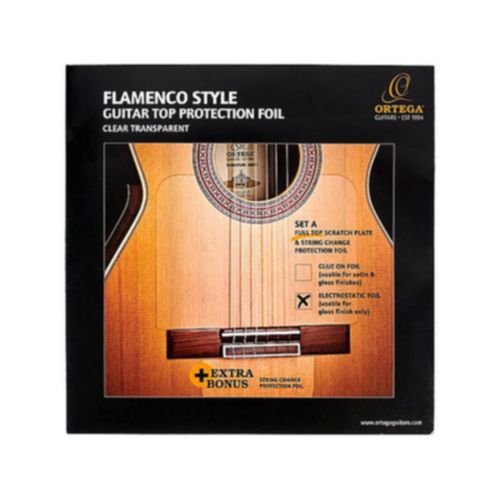 FLAMENCO STYLE
GUITAR TOP PROTECTION FOIL
CLEAR TRANSPARENT
ORTEGA®
GUITARS • EST 1994
ORTEGA
SET A
FULL TOP SCRATCH PLATE
& STRING CHANGE
PROTECTION FOIL
GLUE ON FOIL
(usable for satin &
gloss finishes)
ELECTROSTATIC FOIL
(usable for
gloss finish only)
+EXTRA
BONUS
STRING CHANGE
PROTECTION FOIL
www.ortegaguitars.com